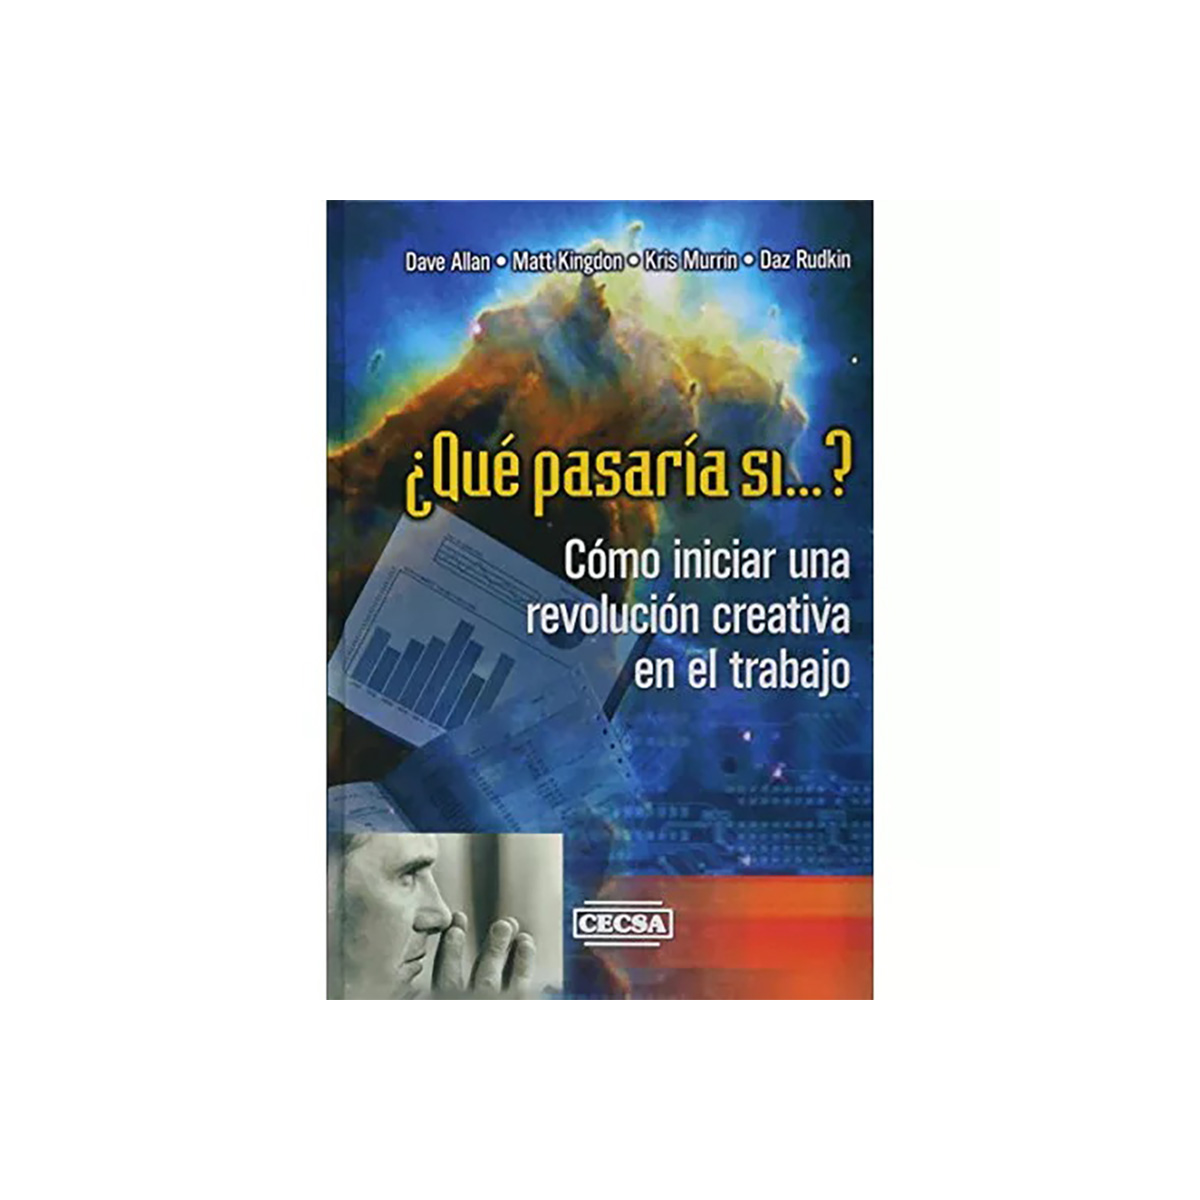 Dave Allan • Matt Kingdon • Kris Murrin • Daz Rudkin
¿Qué pasaría si...?
Cómo iniciar una
revolución creativa
en el trabajo
CECSA